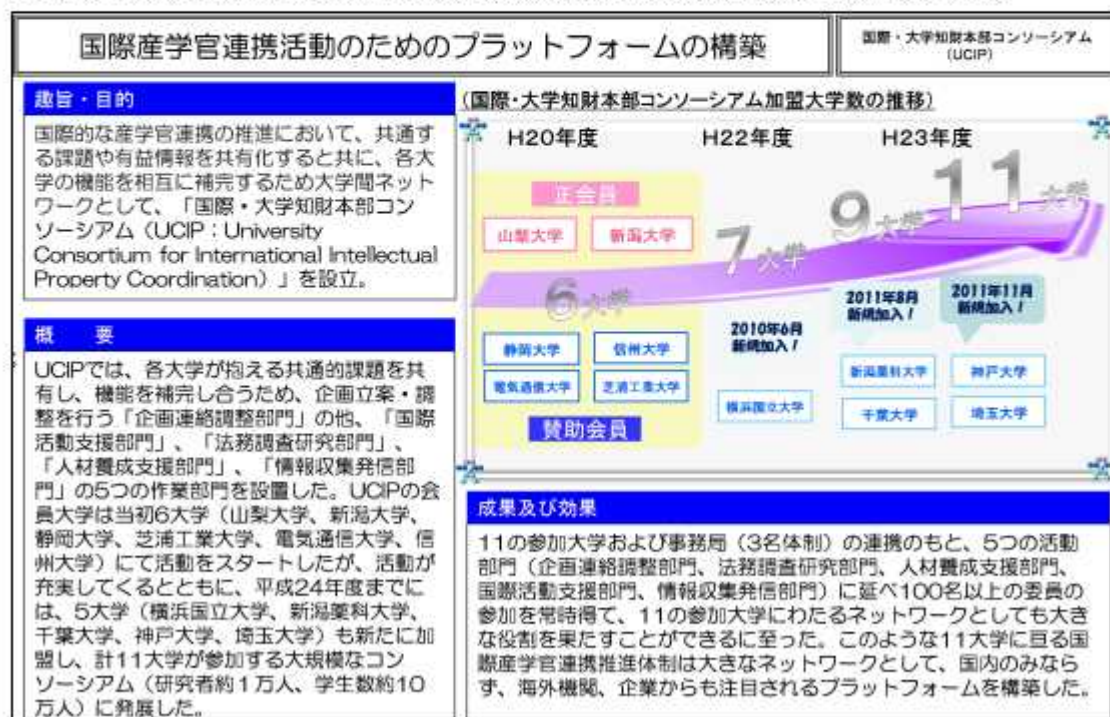 国際産学官連携活動のためのプラットフォームの構築
国際・大学知財本部コンソーシアム
(UCIP)
趣旨・目的
国際的な産学官連携の推進において、共通す
る課題や有益情報を共有化すると共に、各大
学の機能を相互に補完するため大学間ネット
ワークとして、「国際・大学知財本部コン
ソーシアム（UCIP：University
Consortium for International Intellectual
Property Coordination）」を設立。
概　要
UCIPでは、各大学が抱える共通的課題を共
有し、機能を補完し合うため、企画立案・調
整を行う「企画連絡調整部門」の他、「国際
活動支援部門」、「法務調査研究部門」、
「人材養成支援部門」、「情報収集発信部
門」の5つの作業部門を設置した。UCIPの会
員大学は当初6大学（山梨大学、新潟大学、
静岡大学、芝浦工業大学、電気通信大学、信
州大学）にて活動をスタートしたが、活動が
充実してくるとともに、平成24年度までに
は、5大学（横浜国立大学、新潟薬科大学、
千葉大学、神戸大学、埼玉大学）も新たに加
盟し、計11大学が参加する大規模なコン
ソーシアム（研究者約1万人、学生数約10
万人）に発展した。
（国際・大学知財本部コンソーシアム加盟大学数の推移）
H20年度 H22年度 H23年度
正会員
山梨大学 新潟大学
6大学
7大学
9大学
11大学
静岡大学 信州大学
電気通信大学 芝浦工業大学
賛助会員
2010年6月
新規加入！
横浜国立大学
2011年8月
新規加入！
新潟薬科大学
千葉大学
2011年11月
新規加入！
神戸大学
埼玉大学
成果及び効果
11の参加大学および事務局（3名体制）の連携のもと、5つの活動
部門（企画連絡調整部門、法務調査研究部門、人材養成支援部門、
国際活動支援部門、情報収集発信部門）に延べ100名以上の委員の
参加を常時得て、11の参加大学にわたるネットワークとしても大き
な役割を果たすことができるに至った。このような11大学に亘る国
際産学官連携推進体制は大きなネットワークとして、国内のみなら
ず、海外機関、企業からも注目されるプラットフォームを構築した。